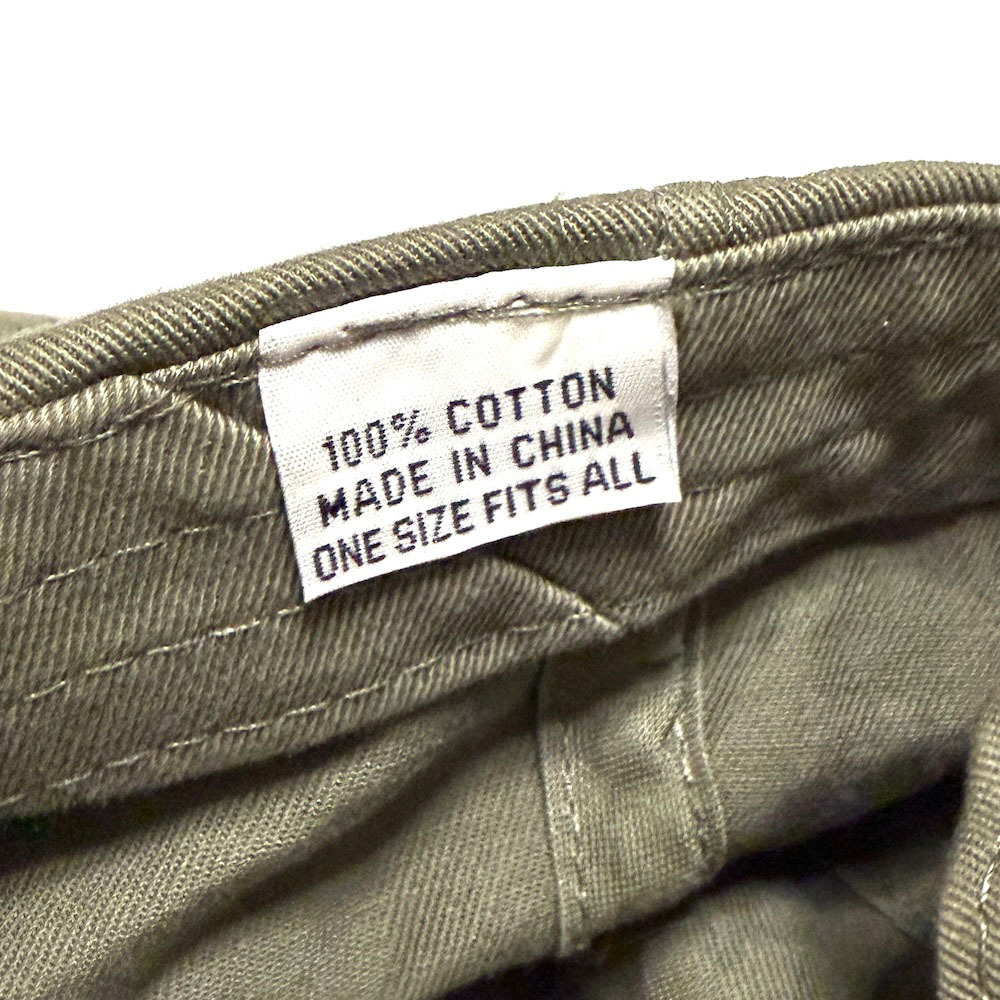 100% COTTON
MADE IN CHINA
ONE SIZE FITS ALL